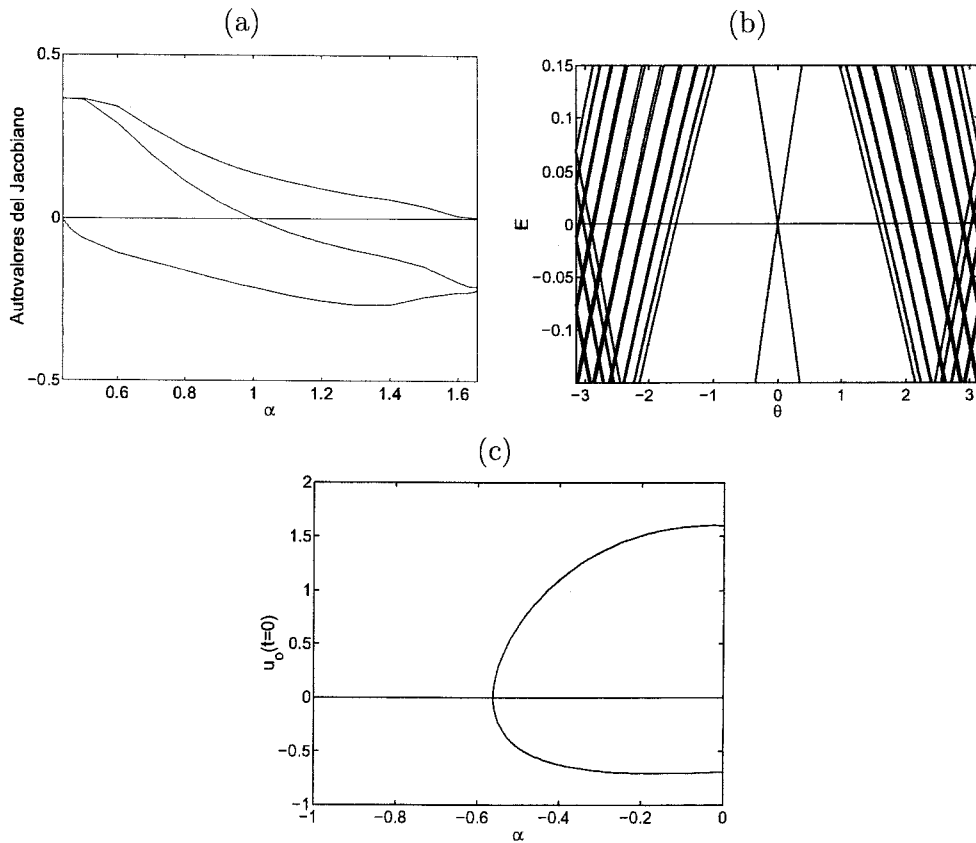 (a)
0.5
0
−0.5
Autovalores del Jacobiano
0.6 0.8 1 1.2 1.4 1.6
α
(b)
0.15
0.1
0.05
0
−0.05
−0.1
E
−3 −2 −1 0 1 2 3
θ
(c)
2
1.5
1
0.5
0
−0.5
−1
u_o(t=0)
−1 −0.8 −0.6 −0.4 −0.2 0
α